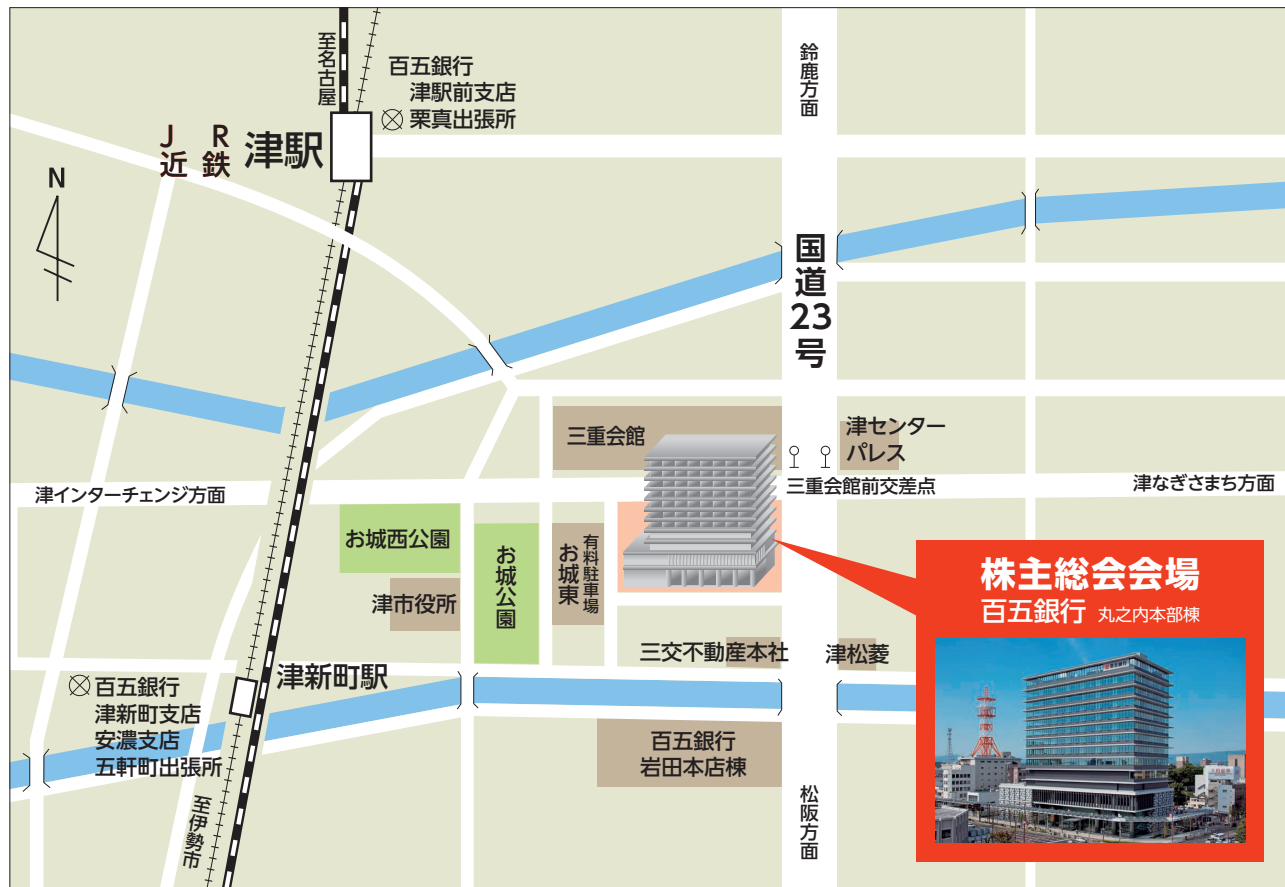 至名古屋
百五銀行
津駅前支店
栗真出張所
鈴鹿方面
JR
近鉄
津駅
N
国道23号
三重会館
津センター
パレス
津インターチェンジ方面
三重会館前交差点
津なぎさまち方面
お城西公園
お城公園
お城東
有料駐車場
津市役所
株主総会会場
百五銀行 丸之内本部棟
三交不動産本社
津松菱
津新町駅
百五銀行
津新町支店
安濃支店
五軒町出張所
百五銀行
岩田本店棟
至伊勢市
松阪方面